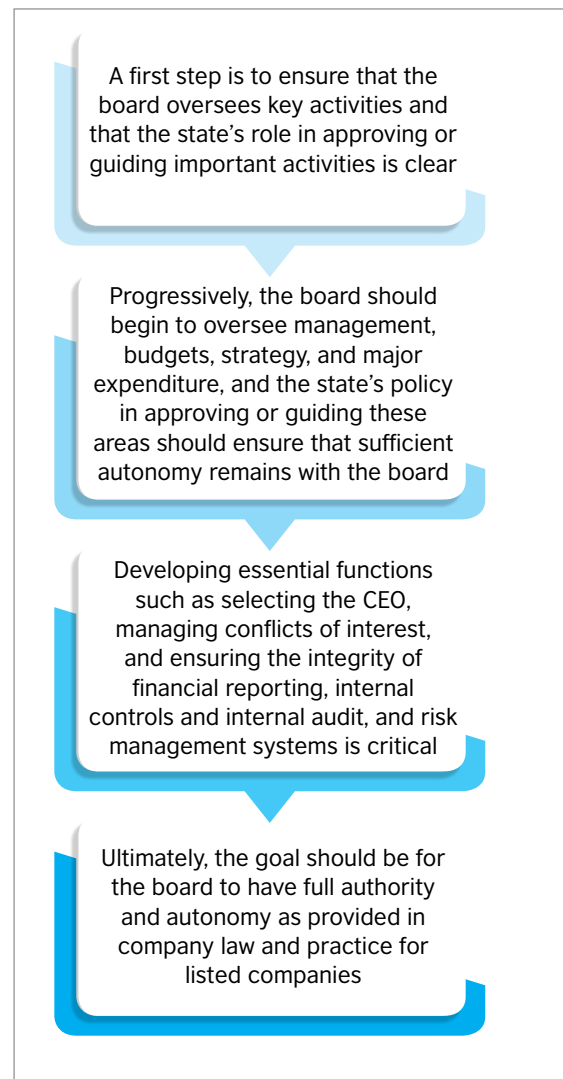 A first step is to ensure that the
board oversees key activities and
that the state’s role in approving or
guiding important activities is clear
Progressively, the board should
begin to oversee management,
budgets, strategy, and major
expenditure, and the state’s policy
in approving or guiding these
areas should ensure that sufficient
autonomy remains with the board
Developing essential functions
such as selecting the CEO,
managing conflicts of interest,
and ensuring the integrity of
financial reporting, internal
controls and internal audit, and risk
management systems is critical
Ultimately, the goal should be for
the board to have full authority
and autonomy as provided in
company law and practice for
listed companies